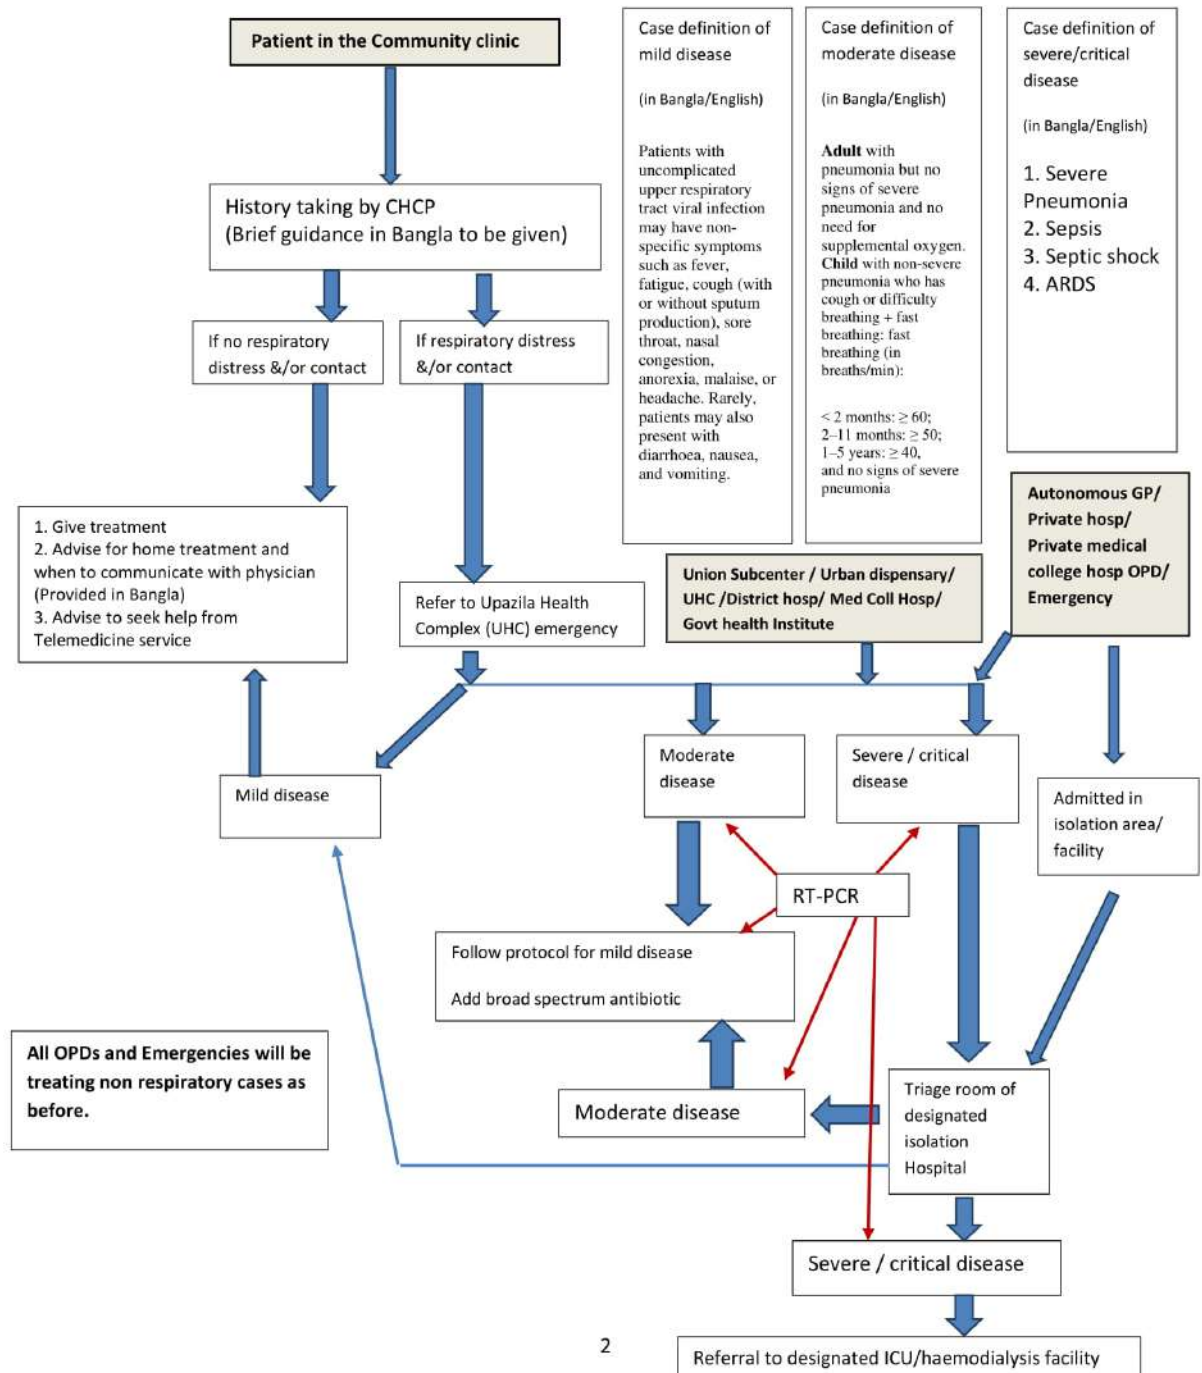 Patient in the Community clinic
History taking by CHCP
(Brief guidance in Bangla to be given)
If no respiratory
distress &/or contact
If respiratory distress
&/or contact
1. Give treatment
2. Advise for home treatment and
when to communicate with physician
(Provided in Bangla)
3. Advise to seek help from
Telemedicine service
Refer to Upazila Health
Complex (UHC) emergency
Case definition of
mild disease
(in Bangla/English)
Patients with
uncomplicated
upper respiratory
tract viral infection
may have non-
specific symptoms
such as fever,
fatigue, cough (with
or without sputum
production), sore
throat, nasal
congestion,
anorexia, malaise, or
headache. Rarely,
patients may also
present with
diarrhoea, nausea,
and vomiting.
Case definition of
moderate disease
(in Bangla/English)
Adult with
pneumonia but no
signs of severe
pneumonia and no
need for
supplemental oxygen.
Child with non-severe
pneumonia who has
cough or difficulty
breathing + fast
breathing: fast
breathing (in
breaths/min):
< 2 months: ≥ 60;
2–11 months: ≥ 50;
1–5 years: ≥ 40,
and no signs of severe
pneumonia
Case definition of
severe/critical
disease
(in Bangla/English)
1. Severe
Pneumonia
2. Sepsis
3. Septic shock
4. ARDS
Union Subcenter / Urban dispensary/
UHC /District hosp/ Med Coll Hosp/
Govt health Institute
Autonomous GP/
Private hosp/
Private medical
college hosp OPD/
Emergency
Mild disease
Moderate
disease
Severe / critical
disease
Admitted in
isolation area/
facility
RT-PCR
Follow protocol for mild disease
Add broad spectrum antibiotic
All OPDs and Emergencies will be
treating non respiratory cases as
before.
Moderate disease
Triage room of
designated
isolation
Hospital
Severe / critical disease
2
Referral to designated ICU/haemodialysis facility